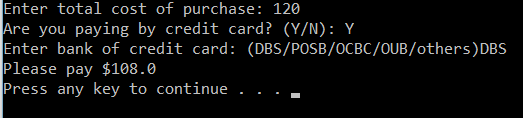 Enter total cost of purchase: 120
Are you paying by credit card? (Y/N): Y
Enter bank of credit card: (DBS/POSB/OCBC/OUB/others)DBS
Please pay $108.0
Press any key to continue . . .